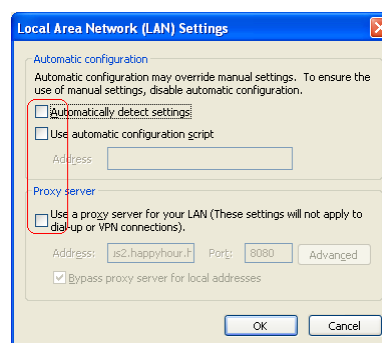 Local Area Network (LAN) Settings
Automatic configuration
Automatic configuration may override manual settings. To ensure the
use of manual settings, disable automatic configuration.
Automatically detect settings
Use automatic configuration script
Address
Proxy server
Use a proxy server for your LAN (These settings will not apply to
dial-up or VPN connections).
Address: us2.happyhour.h Port: 8080 Advanced
Bypass proxy server for local addresses
OK Cancel